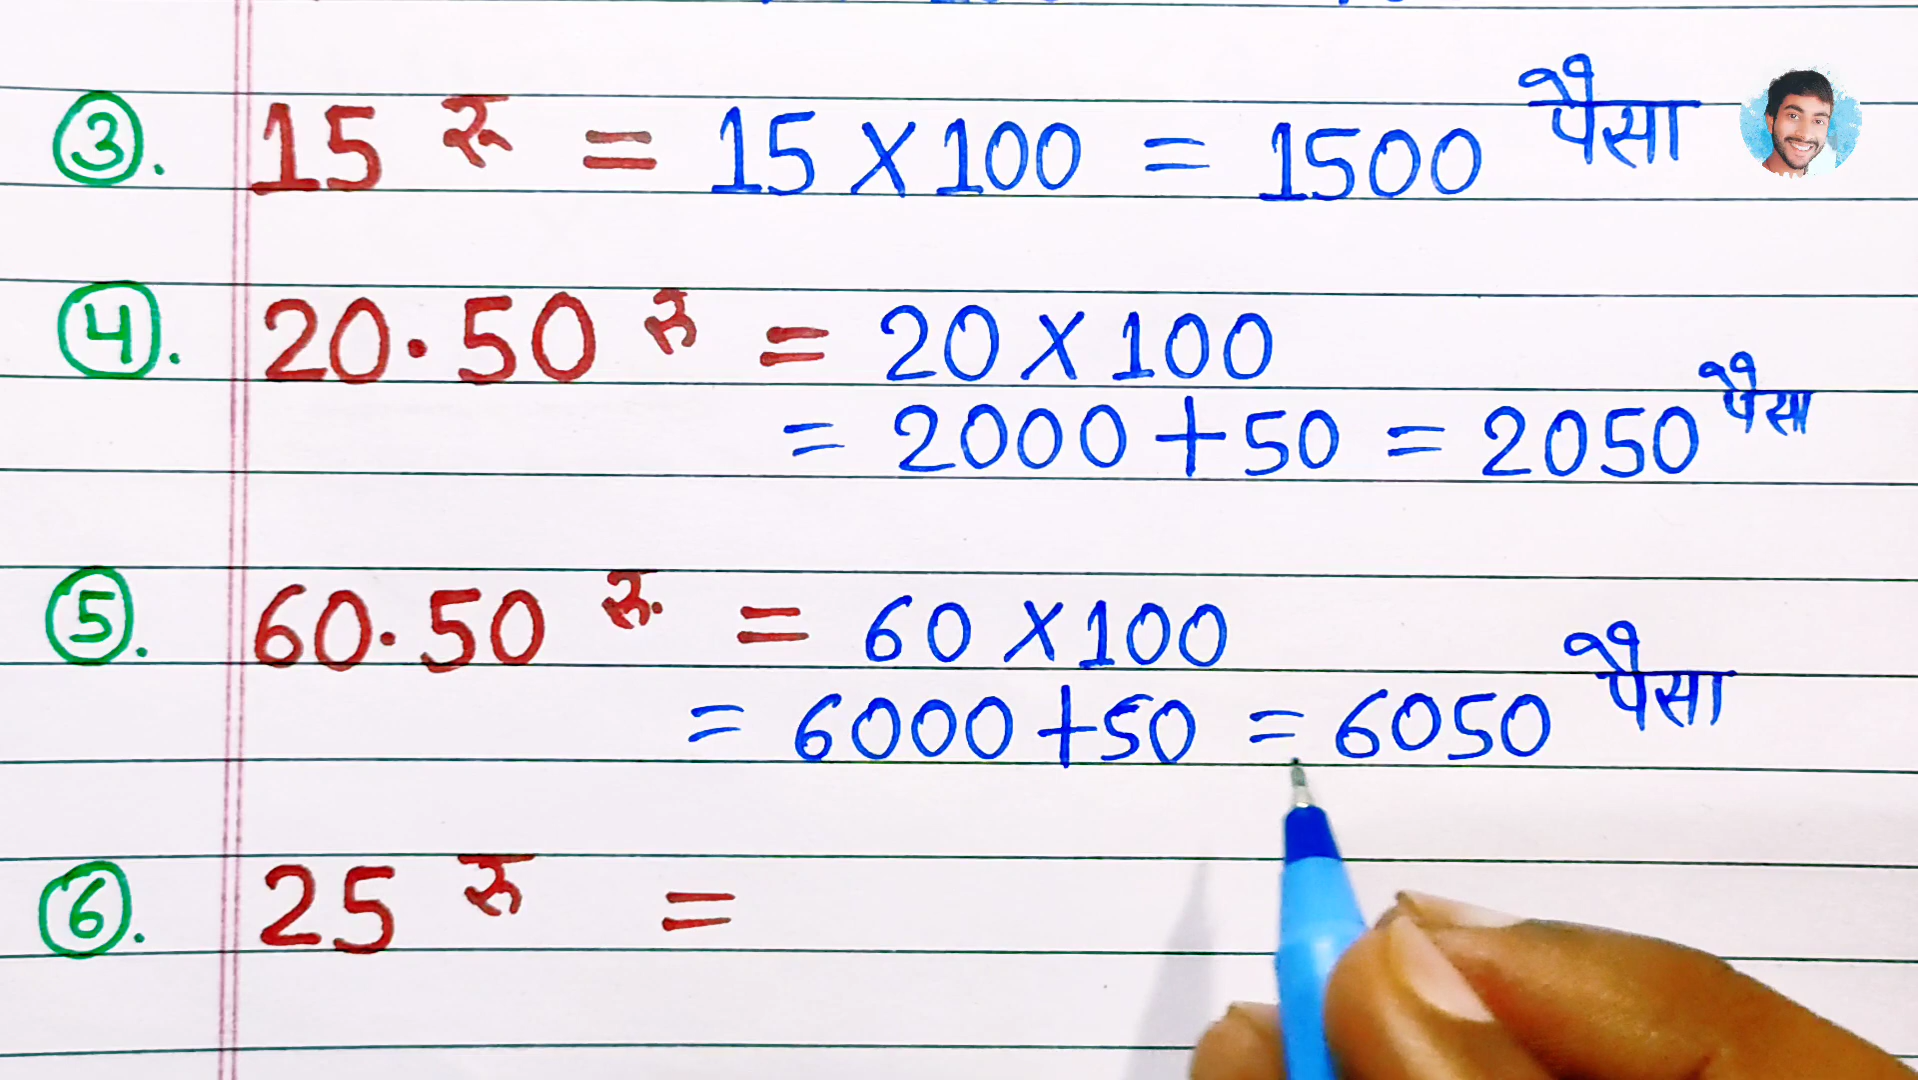 3. 15 रू = 15 X 100 = 1500 पैसा
4. 20.50 रु = 20 X 100
= 2000 + 50 = 2050 पैसा
5. 60.50 रु. = 60 X 100
= 6000 + 50 = 6050 पैसा
6. 25 रु =